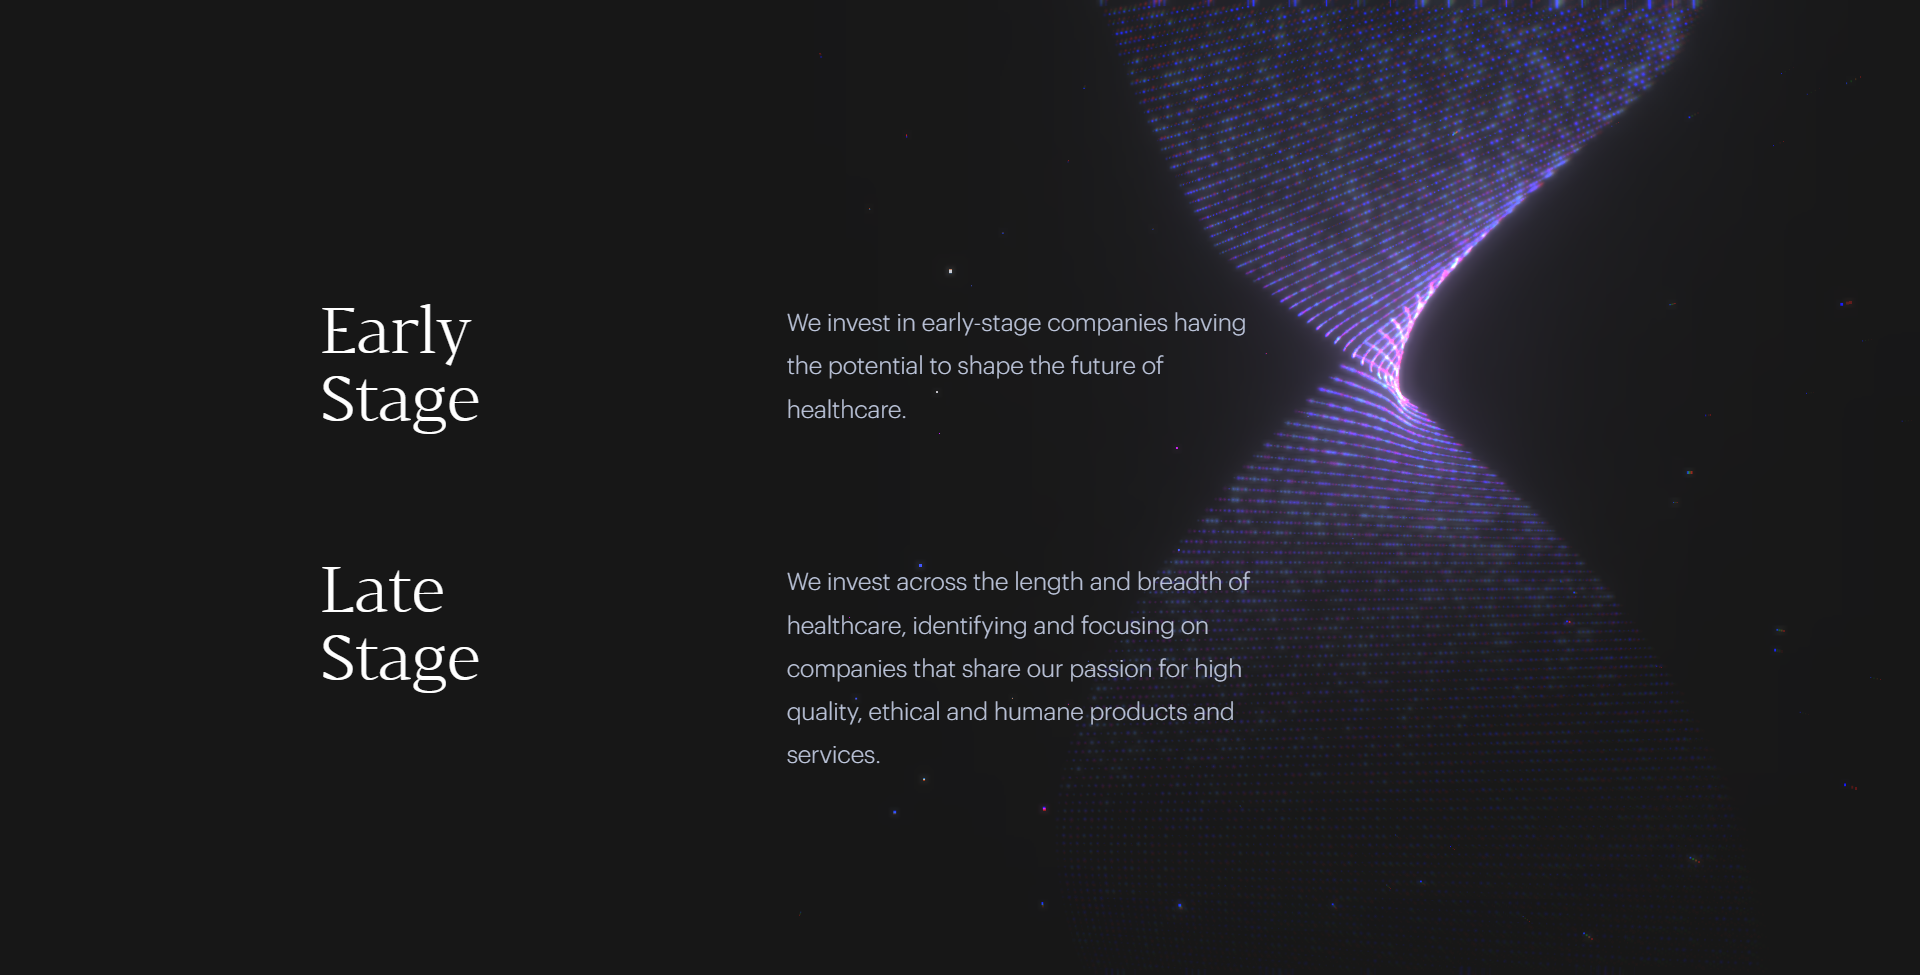 Early
Stage
We invest in early-stage companies having
the potential to shape the future of
healthcare.
Late
Stage
We invest across the length and breadth of
healthcare, identifying and focusing on
companies that share our passion for high
quality, ethical and humane products and
services.